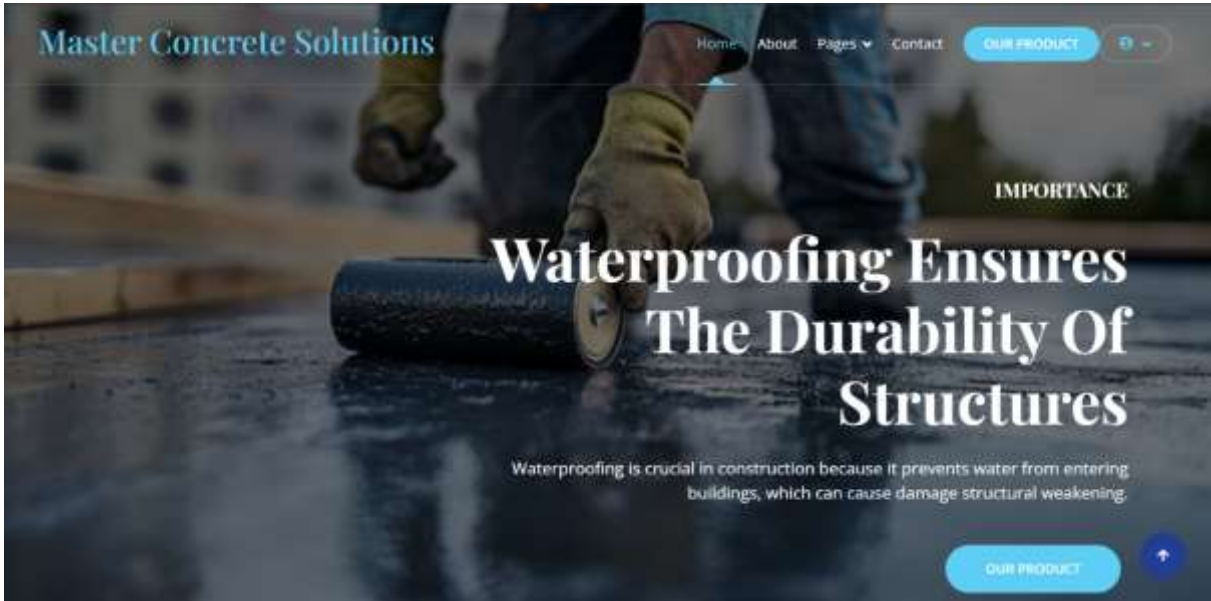 Master Concrete Solutions
Home About Pages Contact OUR PRODUCT
IMPORTANCE
Waterproofing Ensures
The Durability Of
Structures
Waterproofing is crucial in construction because it prevents water from entering
buildings, which can cause damage structural weakening.
OUR PRODUCT